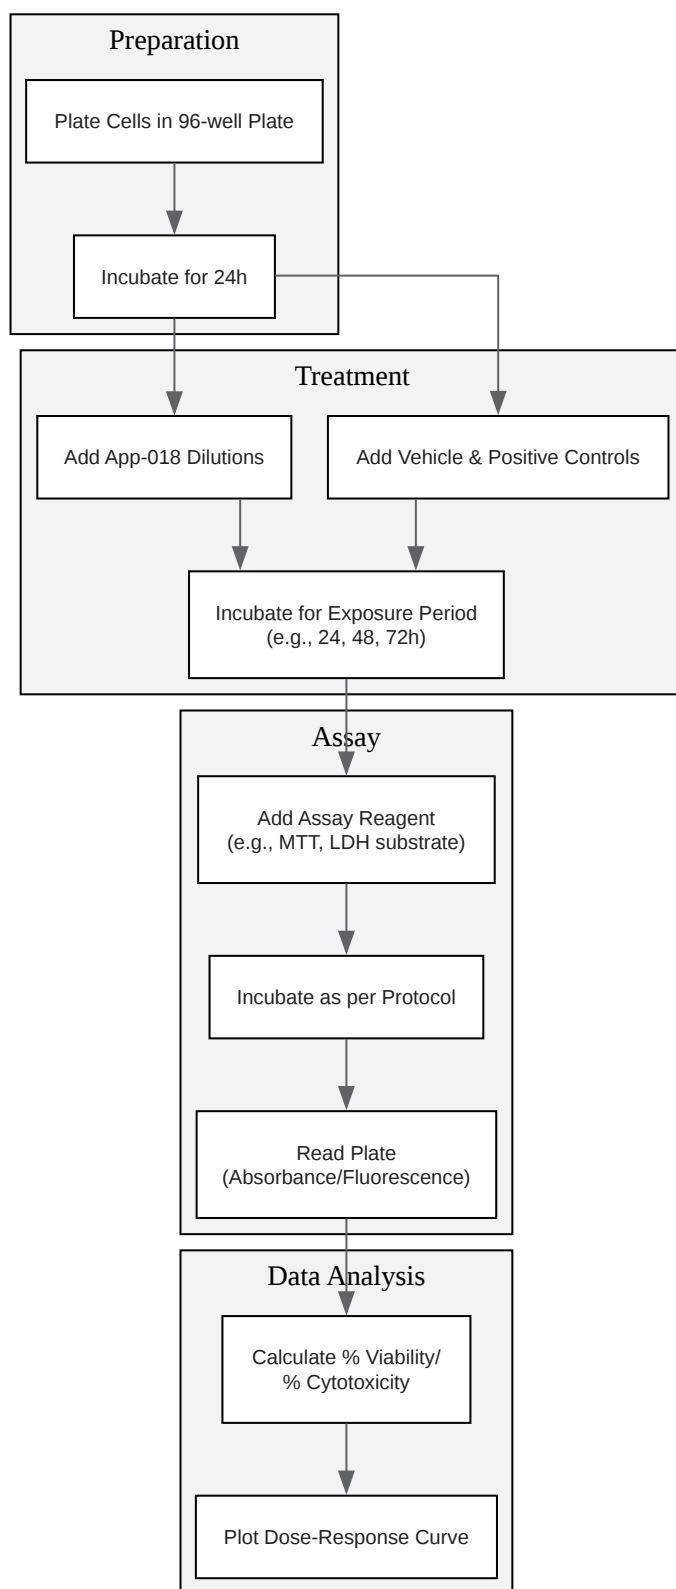 Preparation
Plate Cells in 96-well Plate
Incubate for 24h
Treatment
Add App-018 Dilutions
Add Vehicle & Positive Controls
Incubate for Exposure Period
(e.g., 24, 48, 72h)
Assay
Add Assay Reagent
(e.g., MTT, LDH substrate)
Incubate as per Protocol
Read Plate
(Absorbance/Fluorescence)
Data Analysis
Calculate % Viability/
% Cytotoxicity
Plot Dose-Response Curve